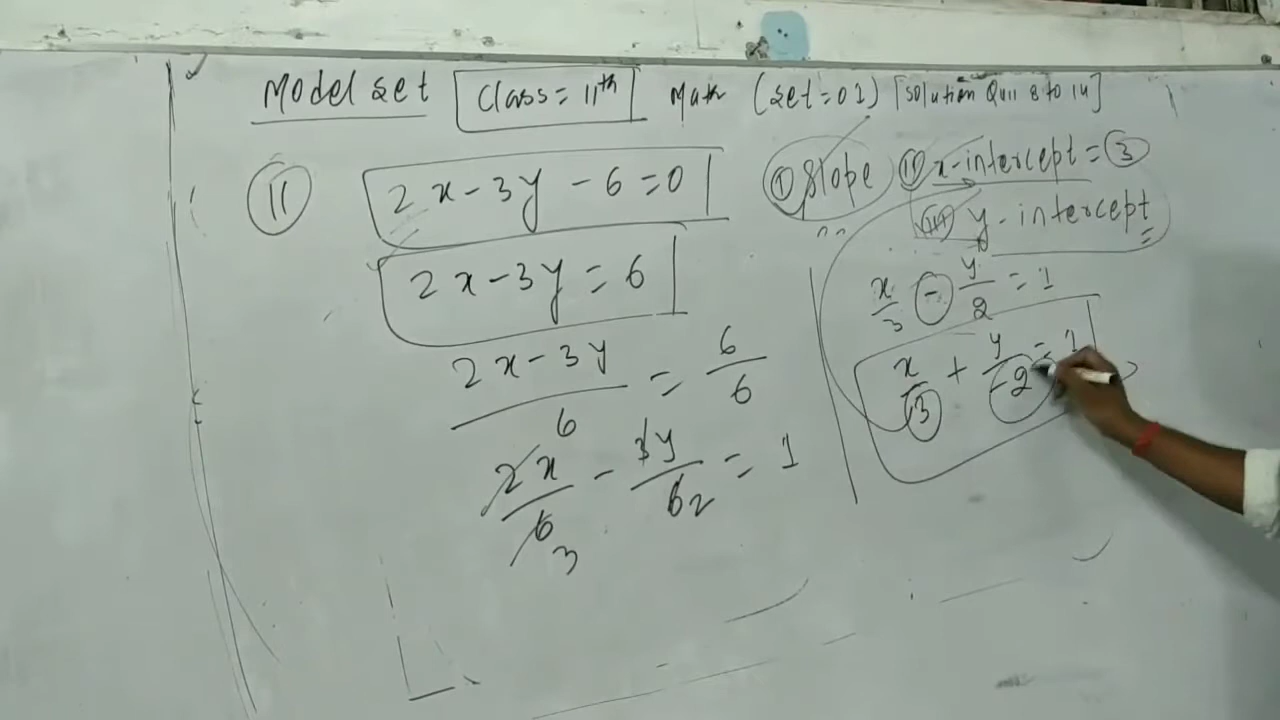 Model set Class = 11th Math (set = 01) [Solution Q.11 8 to 14]
(11) 2x - 3y - 6 = 0
(i) Slope (ii) x-intercept = 3
(iii) y-intercept
2x - 3y = 6
(2x - 3y)/6 = 6/6
2x/6 3 - 3y/6 2 = 1
x/3 - y/2 = 1
x/3 + y/-2 = 1